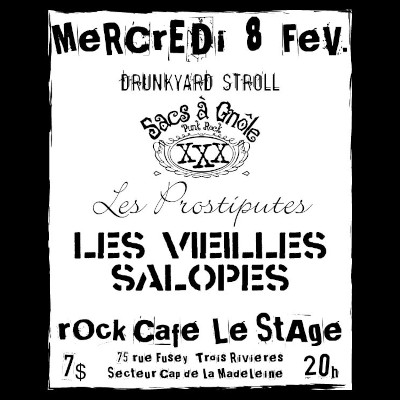 MeRCrEDi 8 FeV.
DRUNKYARD STROLL
Sacs à Gnôle
Punk Rock
XXX
Les Prostiputes
LES VIEILLES
SALOPES
rOck Cafe Le StAge
7$ 75 rue Fusey Trois Rivieres 20h
Secteur Cap de la Madeleine